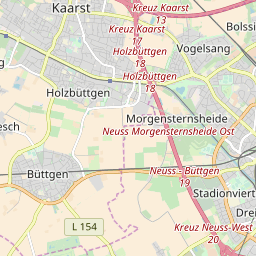 Kaarst
Kreuz Kaarst
13
Bolssi
Kreuz Kaarst
17
Vogelsang
Holzbüttgen
18
Holzbüttgen
18
Holzbüttgen
Morgensternsheide
Neuss Morgensternsheide Ost
esch
Büttgen
Neuss - Büttgen
19
Stadionviert
L 154
Drei
Kreuz Neuss-West
20